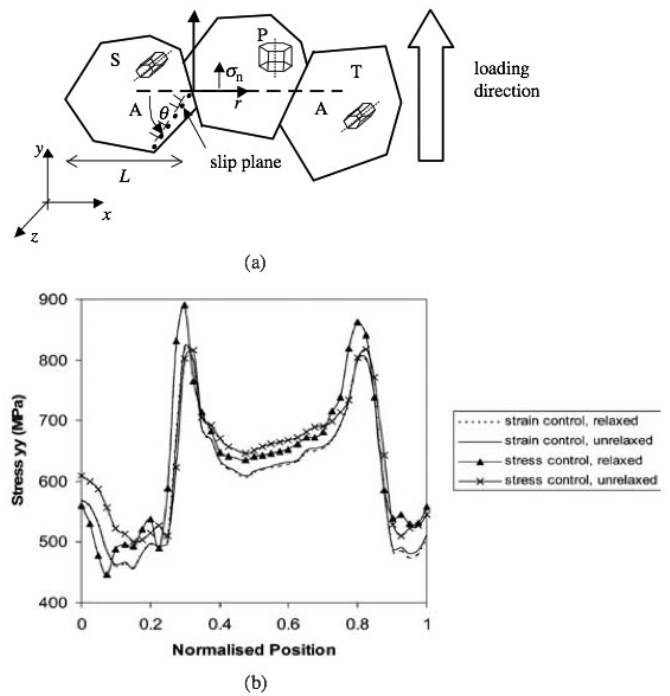 S
P
T
σn
A
θ
r
A
L
slip plane
loading
direction
y
x
z
(a)
900
800
700
600
500
400
Stress yy (MPa)
0
0.2
0.4
0.6
0.8
1
Normalised Position
strain control, relaxed
strain control, unrelaxed
stress control, relaxed
stress control, unrelaxed
(b)